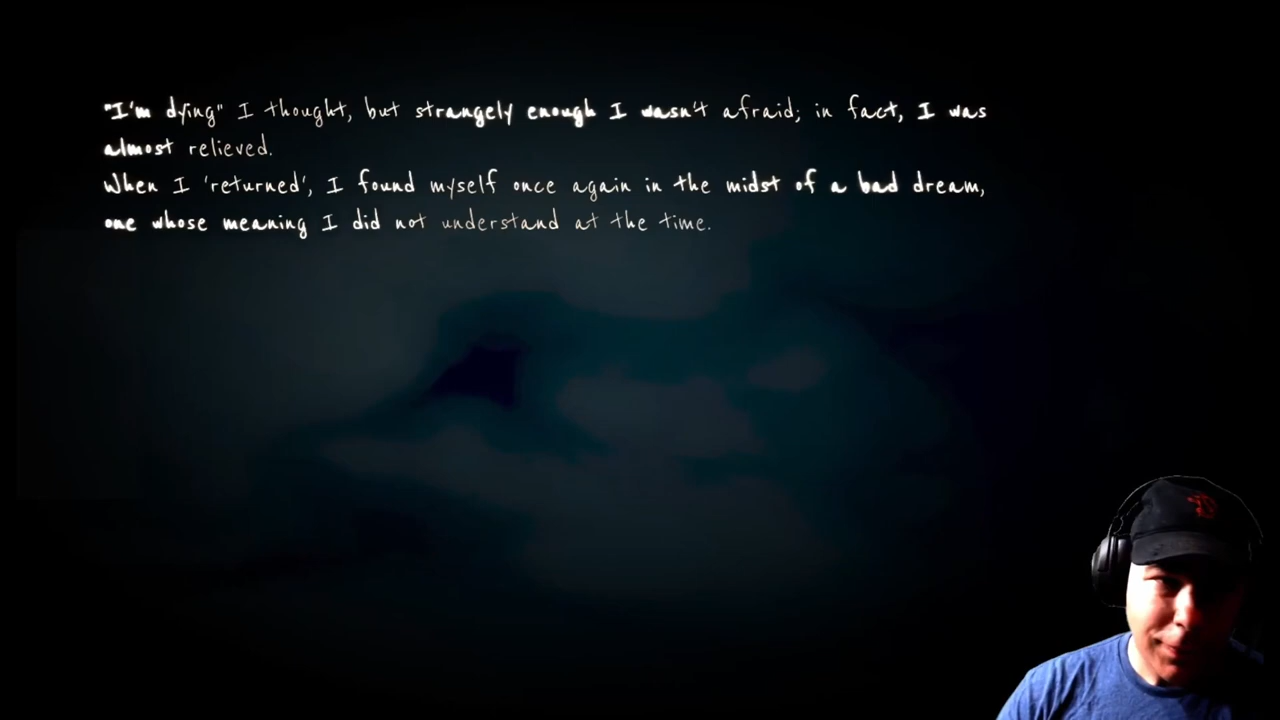 "I'm dying" I thought, but strangely enough I wasn't afraid; in fact, I was
almost relieved.
When I 'returned', I found myself once again in the midst of a bad dream,
one whose meaning I did not understand at the time.